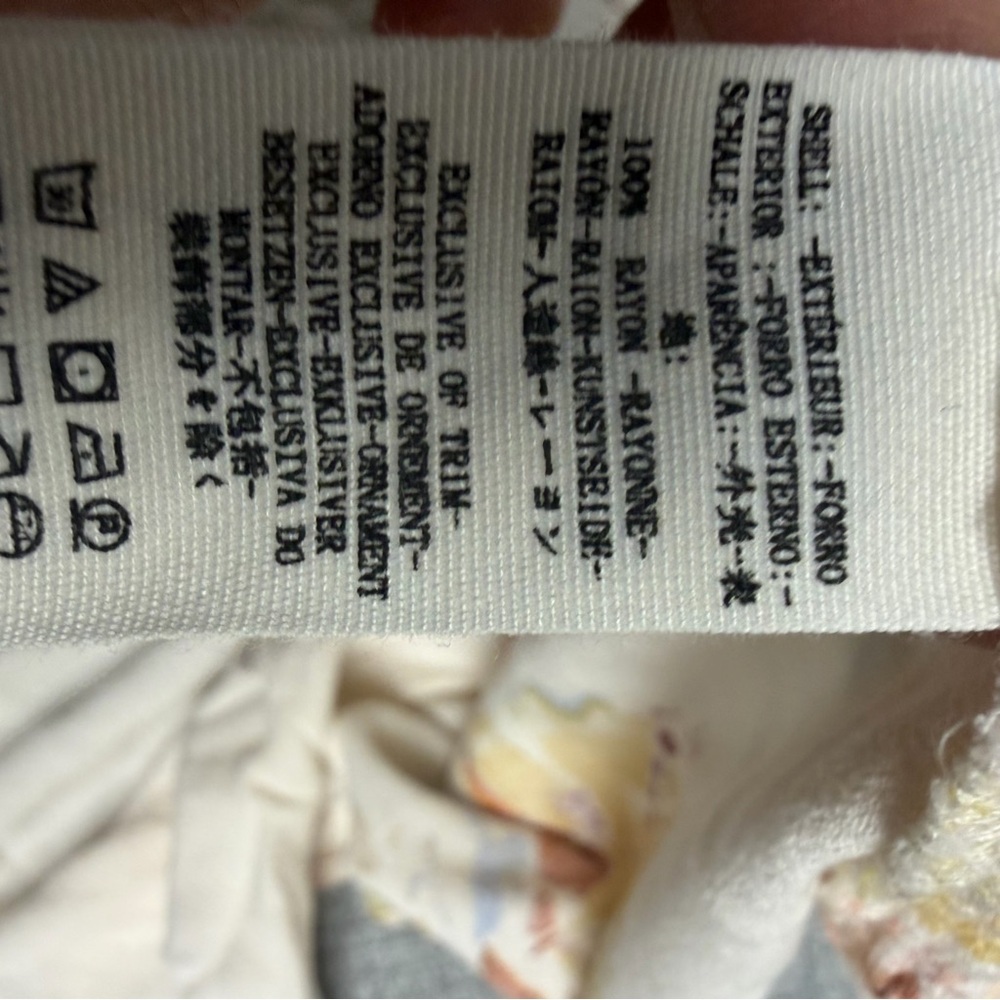 SHELL: -EXTÉRIEUR:-FORRO
EXTERIOR :-FORRO ESTERNO:-
SCHALE:-APARÊNCIA:-外壳-表
地:
100% RAYON -RAYONNE-
RAYÓN-RAION-KUNSTSEIDE-
RAIOM-人造絲-レーヨン
EXCLUSIVE OF TRIM-
EXCLUSIVE DE ORNEMENT-
ADORNO EXCLUSIVE-ORNAMENT
EXCLUSIVE-EXKLUSIVER
BESETZEN-EXCLUSIVA DO
MONTAR-不包括-
装飾部分を除く
30 P